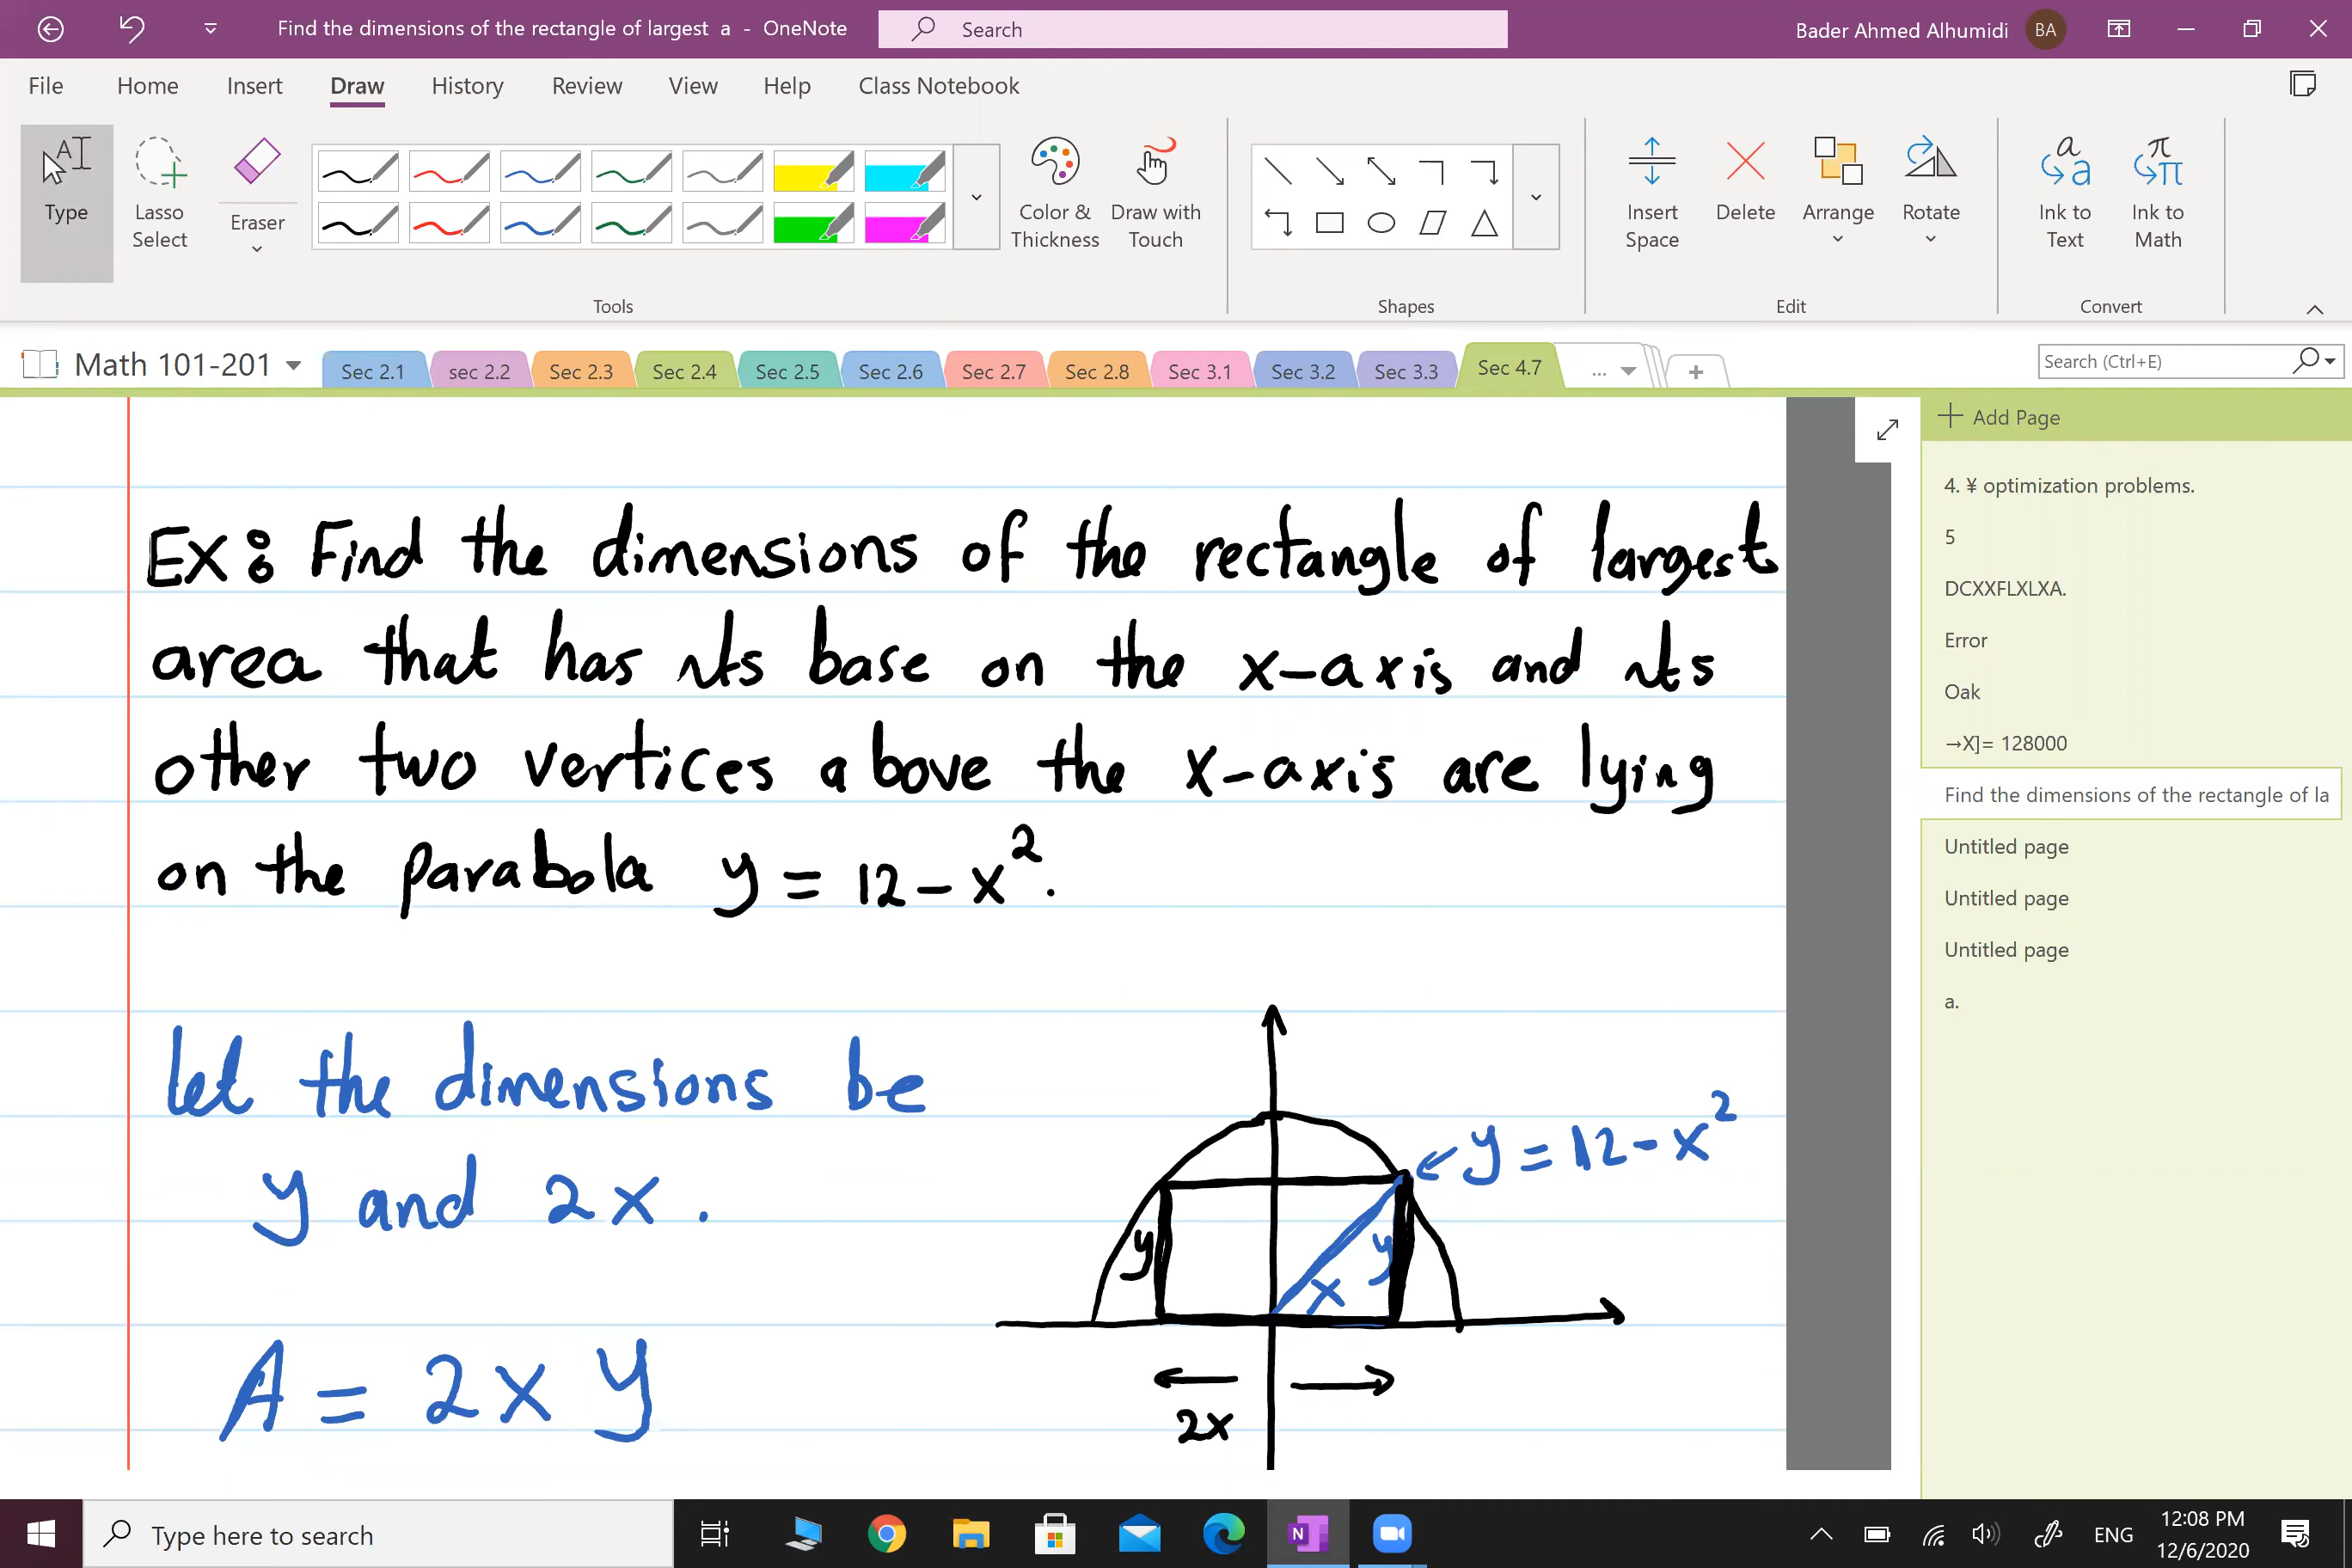 Find the dimensions of the rectangle of largest a - OneNote
Search
Bader Ahmed Alhumidi
BA
File Home Insert Draw History Review View Help Class Notebook
Type
Lasso Select
Eraser
Color & Thickness
Draw with Touch
Insert Space
Delete
Arrange
Rotate
Ink to Text
Ink to Math
Tools
Shapes
Edit
Convert
Math 101-201
Sec 2.1
sec 2.2
Sec 2.3
Sec 2.4
Sec 2.5
Sec 2.6
Sec 2.7
Sec 2.8
Sec 3.1
Sec 3.2
Sec 3.3
Sec 4.7
...
Search (Ctrl+E)
EX: Find the dimensions of the rectangle of largest
area that has its base on the x-axis and its
other two vertices above the x-axis are lying
on the parabola y = 12 - x².
let the dimensions be
y and 2x.
A = 2xy
y = 12 - x²
y
y
x
2x
Add Page
4. ¥ optimization problems.
5
DCXXFLXLXA.
Error
Oak
→X]= 128000
Find the dimensions of the rectangle of la
Untitled page
Untitled page
Untitled page
a.
Type here to search
ENG
12:08 PM
12/6/2020